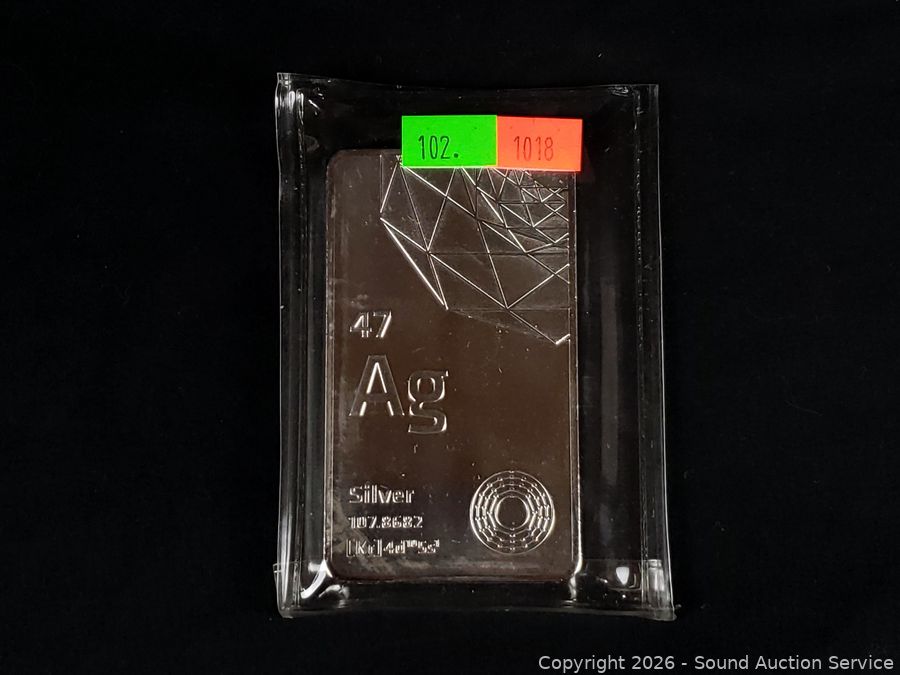 102. 1018
47
Ag
Silver
107.8682
[Kr]4d¹⁰5s¹
Copyright 2026 - Sound Auction Service